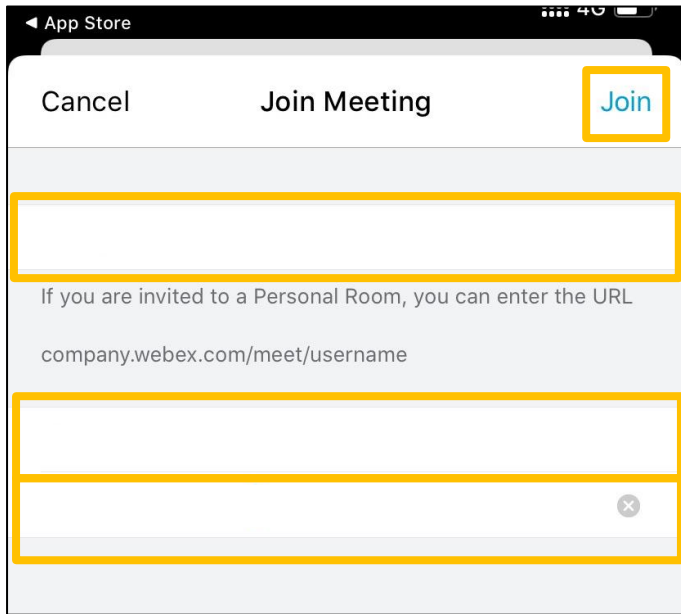 ◀ App Store
4G
Cancel Join Meeting Join
If you are invited to a Personal Room, you can enter the URL
company.webex.com/meet/username